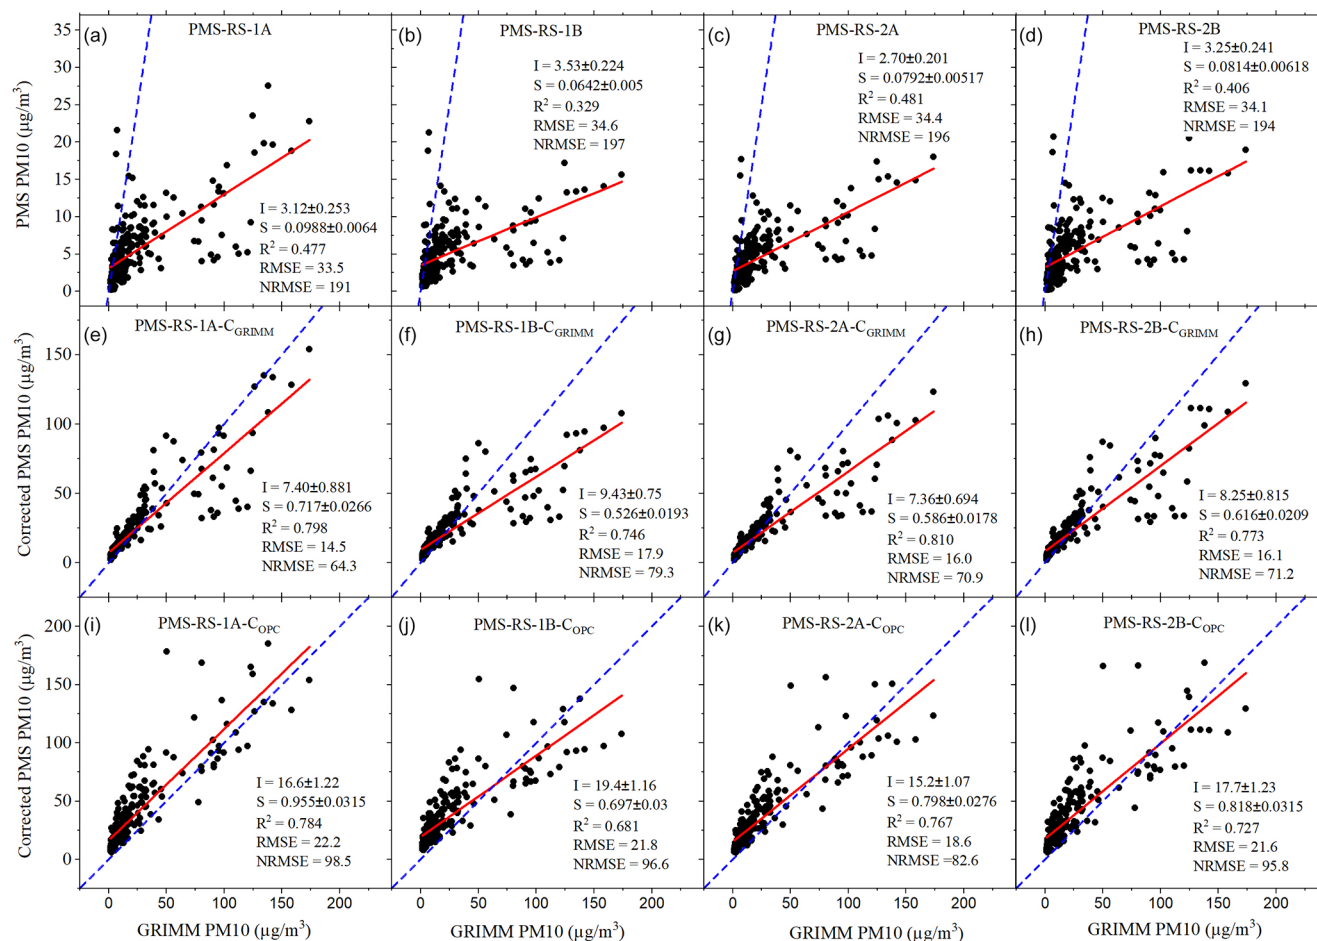 (a)
PMS-RS-1A
I = 3.12±0.253
S = 0.0988±0.0064
R² = 0.477
RMSE = 33.5
NRMSE = 191
(b)
PMS-RS-1B
I = 3.53±0.224
S = 0.0642±0.005
R² = 0.329
RMSE = 34.6
NRMSE = 197
(c)
PMS-RS-2A
I = 2.70±0.201
S = 0.0792±0.00517
R² = 0.481
RMSE = 34.4
NRMSE = 196
(d)
PMS-RS-2B
I = 3.25±0.241
S = 0.0814±0.00618
R² = 0.406
RMSE = 34.1
NRMSE = 194
PMS PM10 (μg/m³)
35
30
25
20
15
10
5
0
(e)
PMS-RS-1A-C_GRIMM
I = 7.40±0.881
S = 0.717±0.0266
R² = 0.798
RMSE = 14.5
NRMSE = 64.3
(f)
PMS-RS-1B-C_GRIMM
I = 9.43±0.75
S = 0.526±0.0193
R² = 0.746
RMSE = 17.9
NRMSE = 79.3
(g)
PMS-RS-2A-C_GRIMM
I = 7.36±0.694
S = 0.586±0.0178
R² = 0.810
RMSE = 16.0
NRMSE = 70.9
(h)
PMS-RS-2B-C_GRIMM
I = 8.25±0.815
S = 0.616±0.0209
R² = 0.773
RMSE = 16.1
NRMSE = 71.2
Corrected PMS PM10 (μg/m³)
150
100
50
0
(i)
PMS-RS-1A-C_OPC
I = 16.6±1.22
S = 0.955±0.0315
R² = 0.784
RMSE = 22.2
NRMSE = 98.5
(j)
PMS-RS-1B-C_OPC
I = 19.4±1.16
S = 0.697±0.03
R² = 0.681
RMSE = 21.8
NRMSE = 96.6
(k)
PMS-RS-2A-C_OPC
I = 15.2±1.07
S = 0.798±0.0276
R² = 0.767
RMSE = 18.6
NRMSE =82.6
(l)
PMS-RS-2B-C_OPC
I = 17.7±1.23
S = 0.818±0.0315
R² = 0.727
RMSE = 21.6
NRMSE = 95.8
Corrected PMS PM10 (μg/m³)
200
150
100
50
0
0 50 100 150 200
0 50 100 150 200
0 50 100 150 200
0 50 100 150 200
GRIMM PM10 (μg/m³)
GRIMM PM10 (μg/m³)
GRIMM PM10 (μg/m³)
GRIMM PM10 (μg/m³)